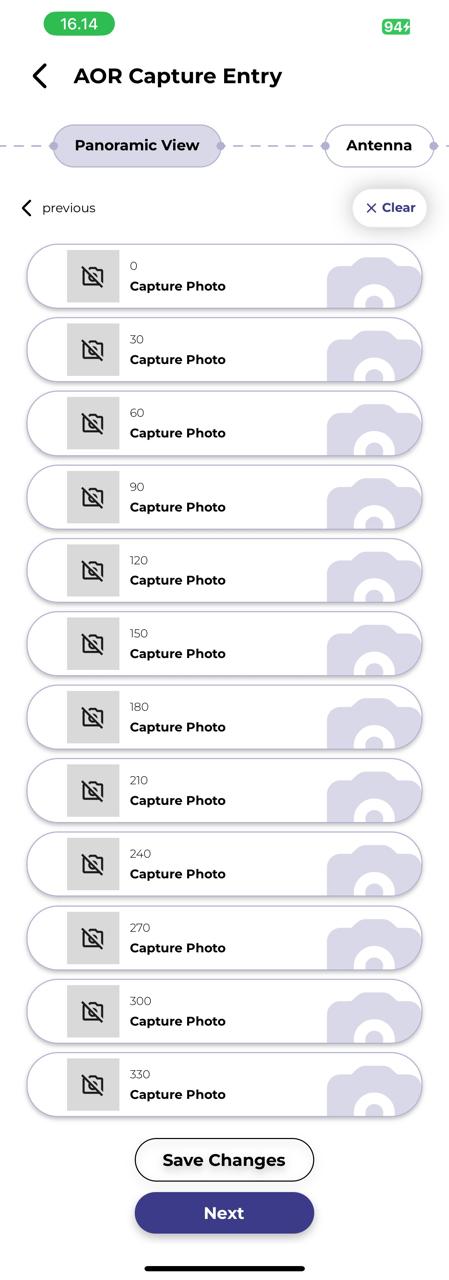 16.14
94
AOR Capture Entry
Panoramic View
Antenna
previous
Clear
0
Capture Photo
30
Capture Photo
60
Capture Photo
90
Capture Photo
120
Capture Photo
150
Capture Photo
180
Capture Photo
210
Capture Photo
240
Capture Photo
270
Capture Photo
300
Capture Photo
330
Capture Photo
Save Changes
Next